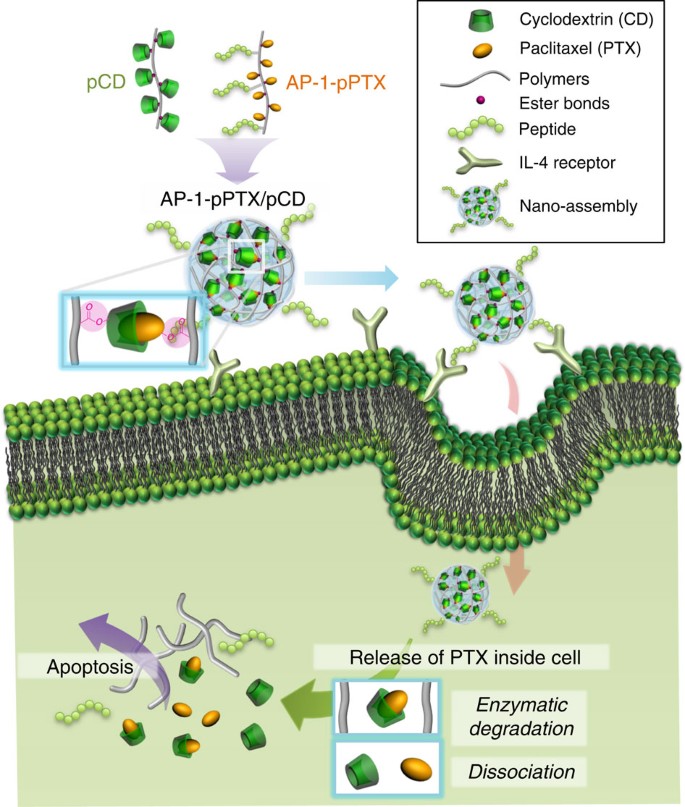 pCD
AP-1-pPTX
Cyclodextrin (CD)
Paclitaxel (PTX)
Polymers
Ester bonds
Peptide
IL-4 receptor
Nano-assembly
AP-1-pPTX/pCD
Release of PTX inside cell
Enzymatic
degradation
Dissociation
Apoptosis